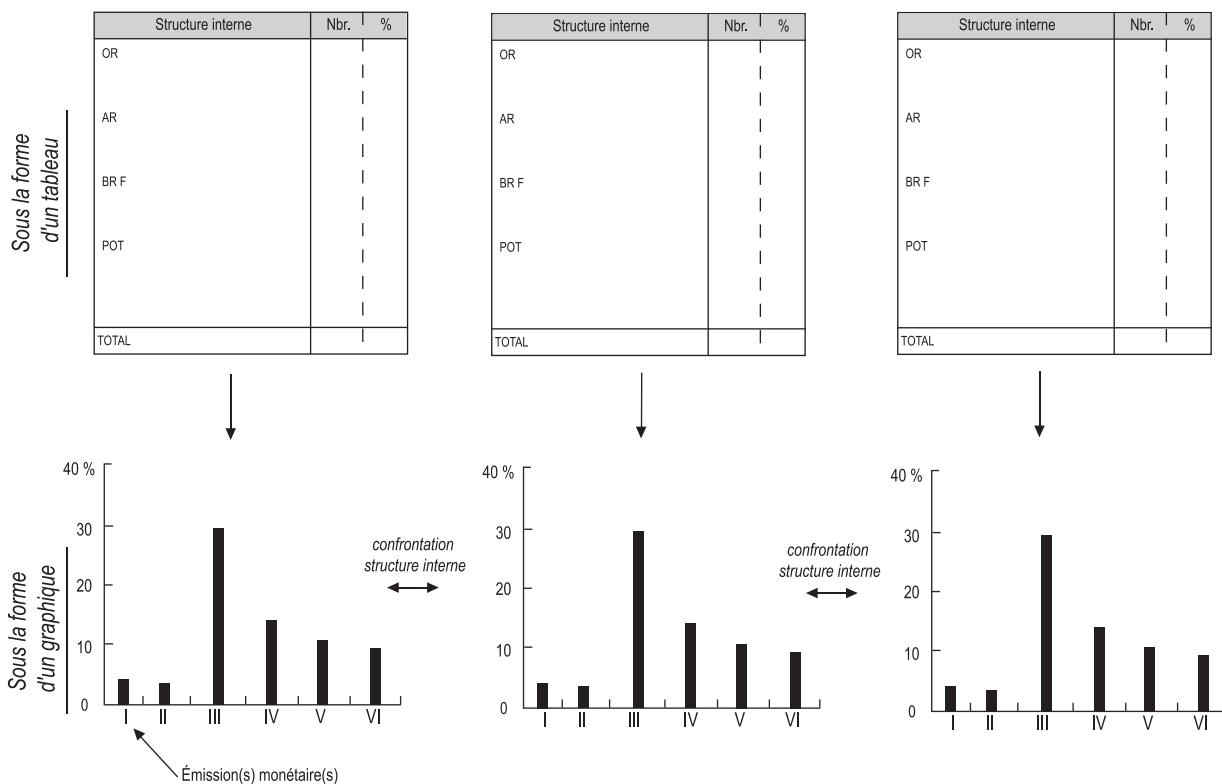 Structure interne Nbr. %
OR
AR
BR F
POT
TOTAL
Structure interne Nbr. %
OR
AR
BR F
POT
TOTAL
Structure interne Nbr. %
OR
AR
BR F
POT
TOTAL
Sous la forme
d'un tableau
Sous la forme
d'un graphique
40 %
30
20
10
0
I II III IV V VI
Émission(s) monétaire(s)
confrontation
structure interne
40 %
30
20
10
0
I II III IV V VI
confrontation
structure interne
40 %
30
20
10
0
I II III IV V VI